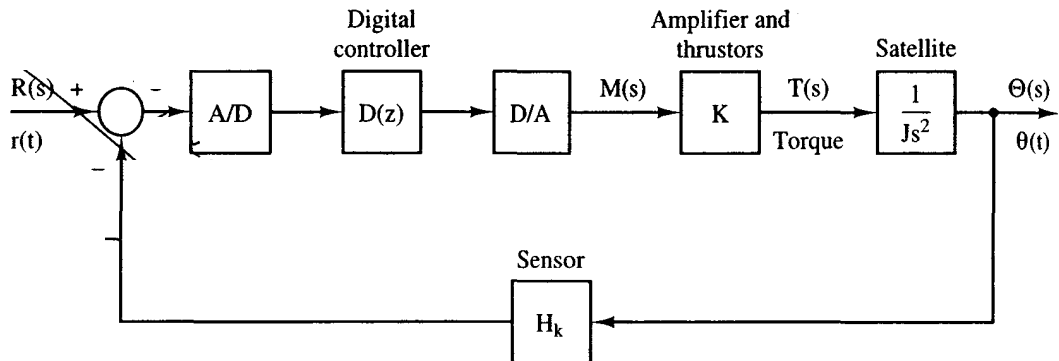 Digital
controller
Amplifier and
thrustors
Satellite
R(s)
+
–
r(t)
–
A/D
D(z)
D/A
M(s)
K
T(s)
Torque
1
Js²
Θ(s)
θ(t)
Sensor
Hk